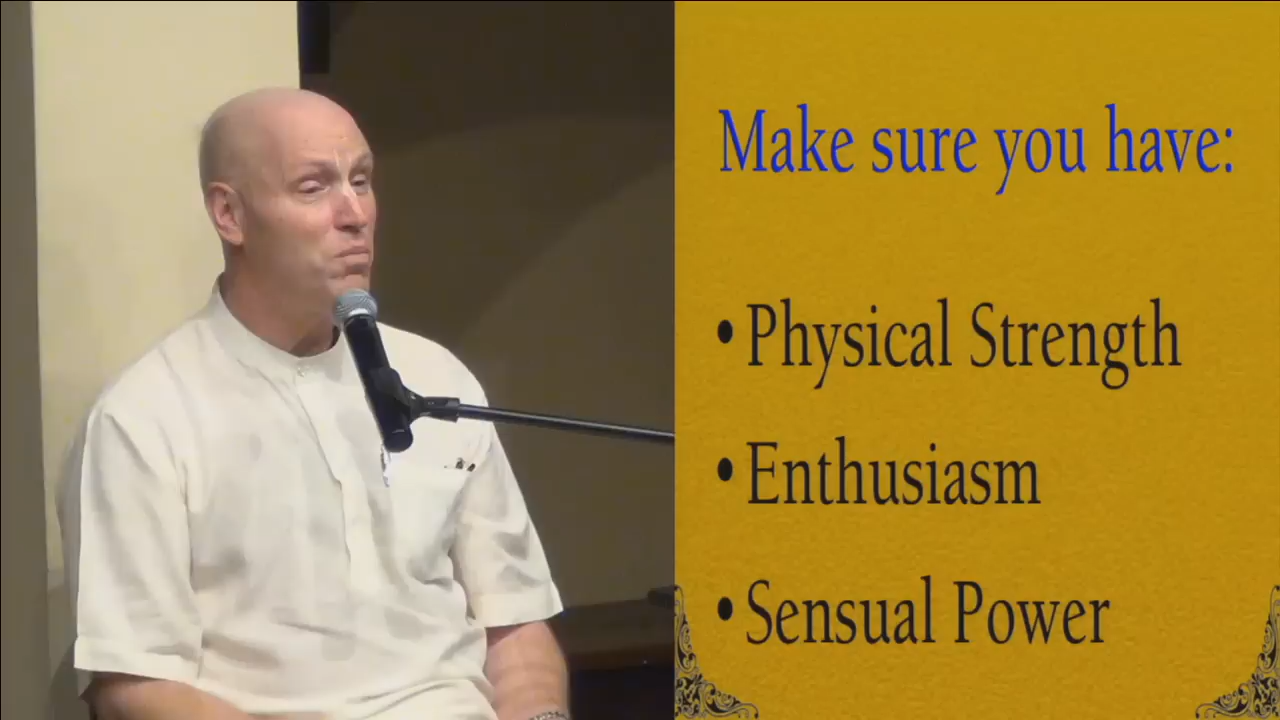 Make sure you have:
• Physical Strength
• Enthusiasm
• Sensual Power